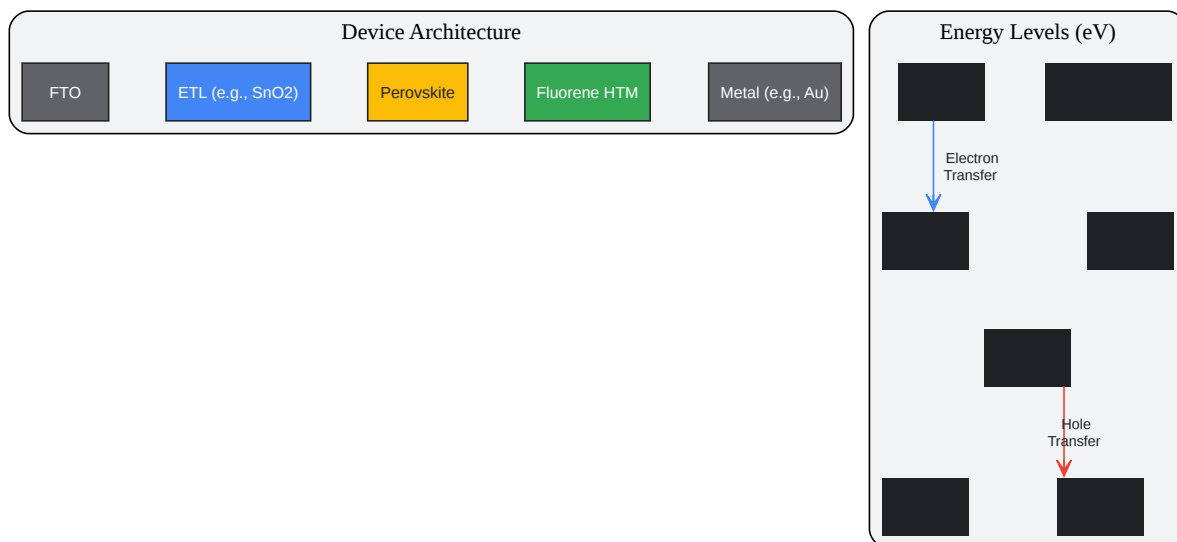 Device Architecture
FTO
ETL (e.g., SnO2)
Perovskite
Fluorene HTM
Metal (e.g., Au)
Energy Levels (eV)
Electron
Transfer
Hole
Transfer